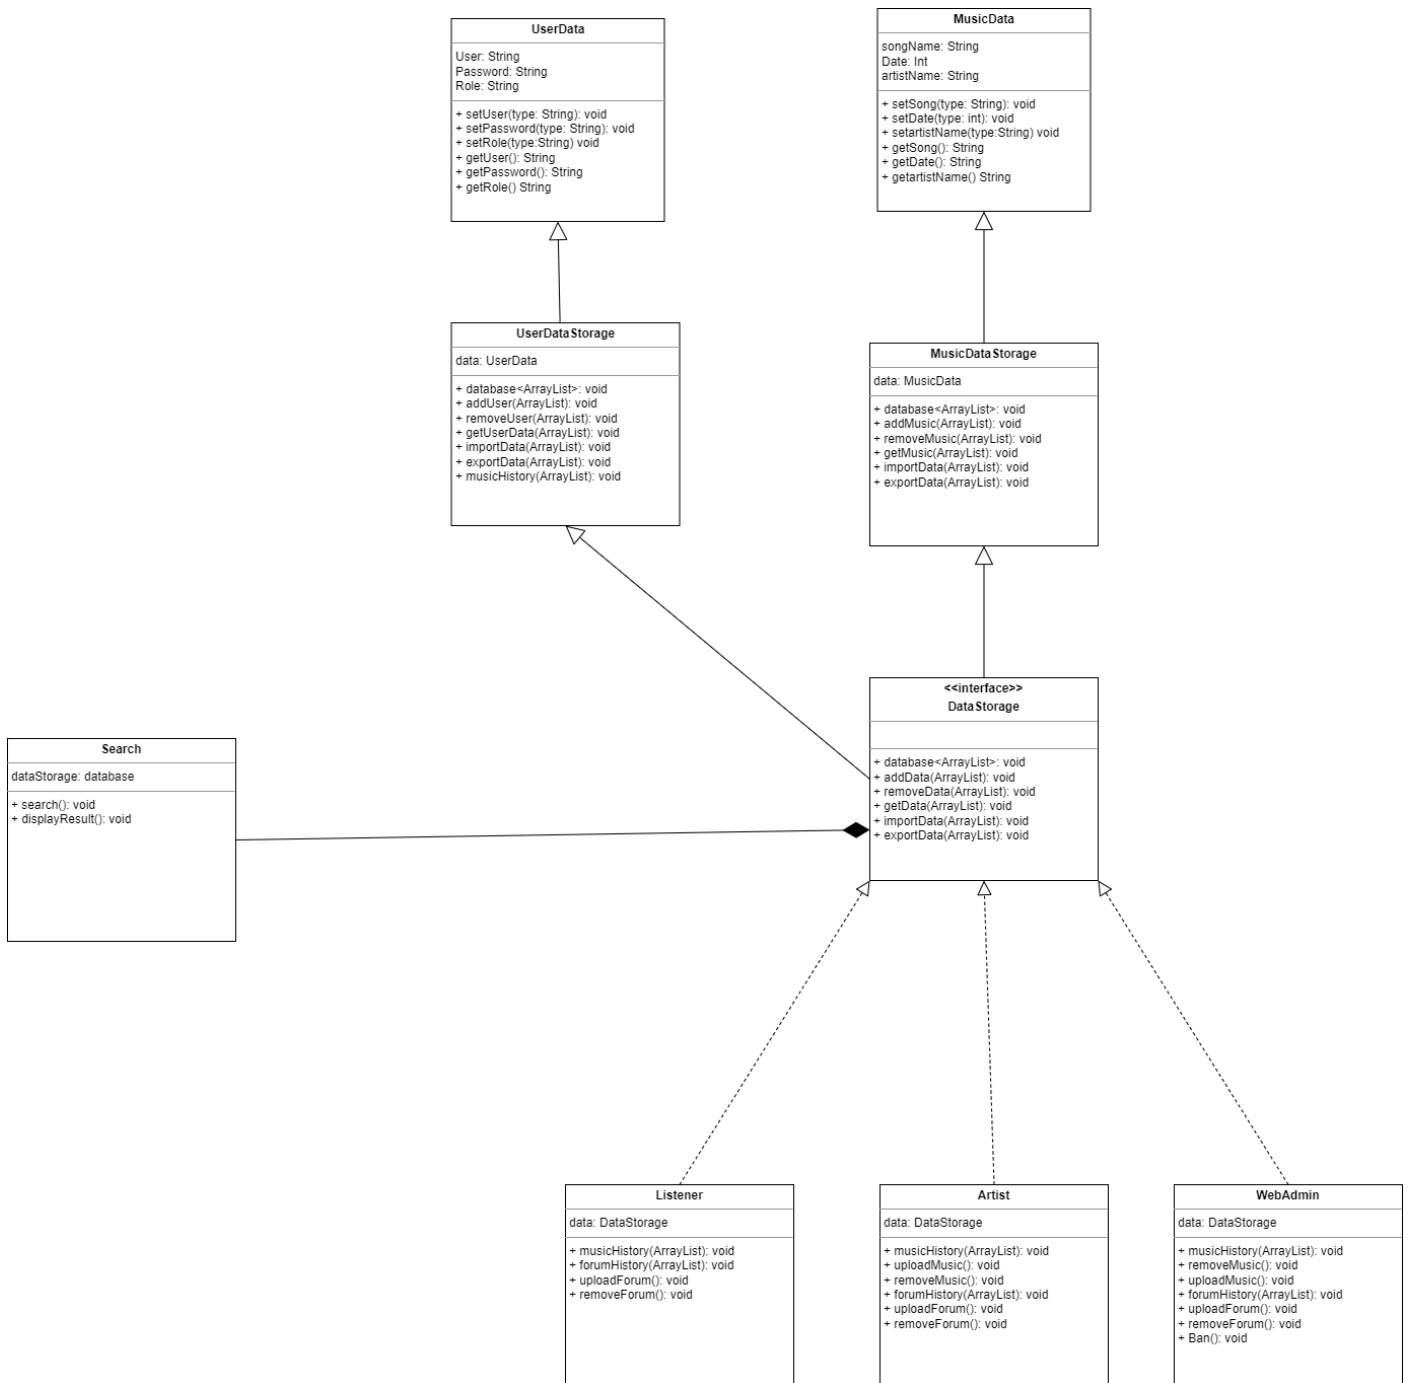 UserData
User: String
Password: String
Role: String
+ setUser(type: String): void
+ setPassword(type: String): void
+ setRole(type:String) void
+ getUser(): String
+ getPassword(): String
+ getRole() String
MusicData
songName: String
Date: Int
artistName: String
+ setSong(type: String): void
+ setDate(type: int): void
+ setartistName(type:String) void
+ getSong(): String
+ getDate(): String
+ getartistName() String
UserDataStorage
data: UserData
+ database<ArrayList>: void
+ addUser(ArrayList): void
+ removeUser(ArrayList): void
+ getUserData(ArrayList): void
+ importData(ArrayList): void
+ exportData(ArrayList): void
+ musicHistory(ArrayList): void
MusicDataStorage
data: MusicData
+ database<ArrayList>: void
+ addMusic(ArrayList): void
+ removeMusic(ArrayList): void
+ getMusic(ArrayList): void
+ importData(ArrayList): void
+ exportData(ArrayList): void
<<interface>>
DataStorage
+ database<ArrayList>: void
+ addData(ArrayList): void
+ removeData(ArrayList): void
+ getData(ArrayList): void
+ importData(ArrayList): void
+ exportData(ArrayList): void
Search
dataStorage: database
+ search(): void
+ displayResult(): void
Listener
data: DataStorage
+ musicHistory(ArrayList): void
+ forumHistory(ArrayList): void
+ uploadForum(): void
+ removeForum(): void
Artist
data: DataStorage
+ musicHistory(ArrayList): void
+ uploadMusic(): void
+ removeMusic(): void
+ forumHistory(ArrayList): void
+ uploadForum(): void
+ removeForum(): void
WebAdmin
data: DataStorage
+ musicHistory(ArrayList): void
+ removeMusic(): void
+ uploadMusic(): void
+ forumHistory(ArrayList): void
+ uploadForum(): void
+ removeForum(): void
+ Ban(): void